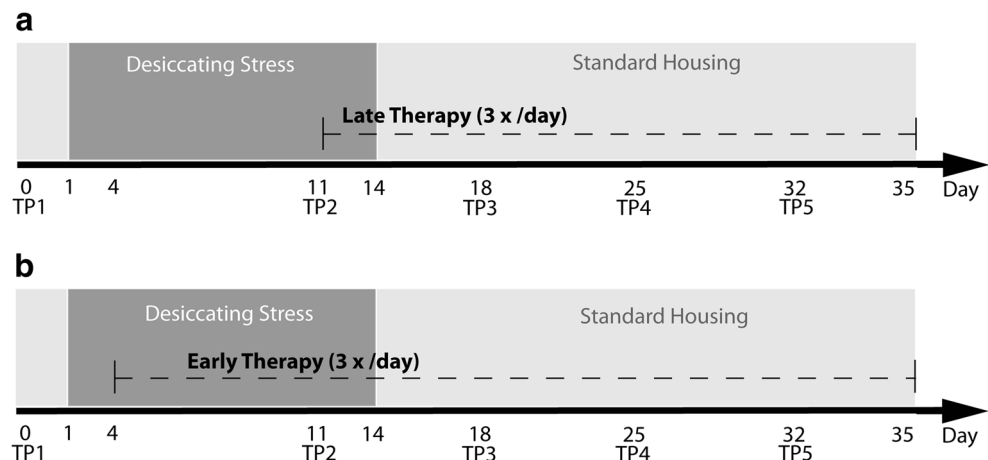 a
Desiccating Stress
Standard Housing
Late Therapy (3 x /day)
0 1 4 11 14 18 25 32 35 Day
TP1 TP2 TP3 TP4 TP5
b
Desiccating Stress
Standard Housing
Early Therapy (3 x /day)
0 1 4 11 14 18 25 32 35 Day
TP1 TP2 TP3 TP4 TP5